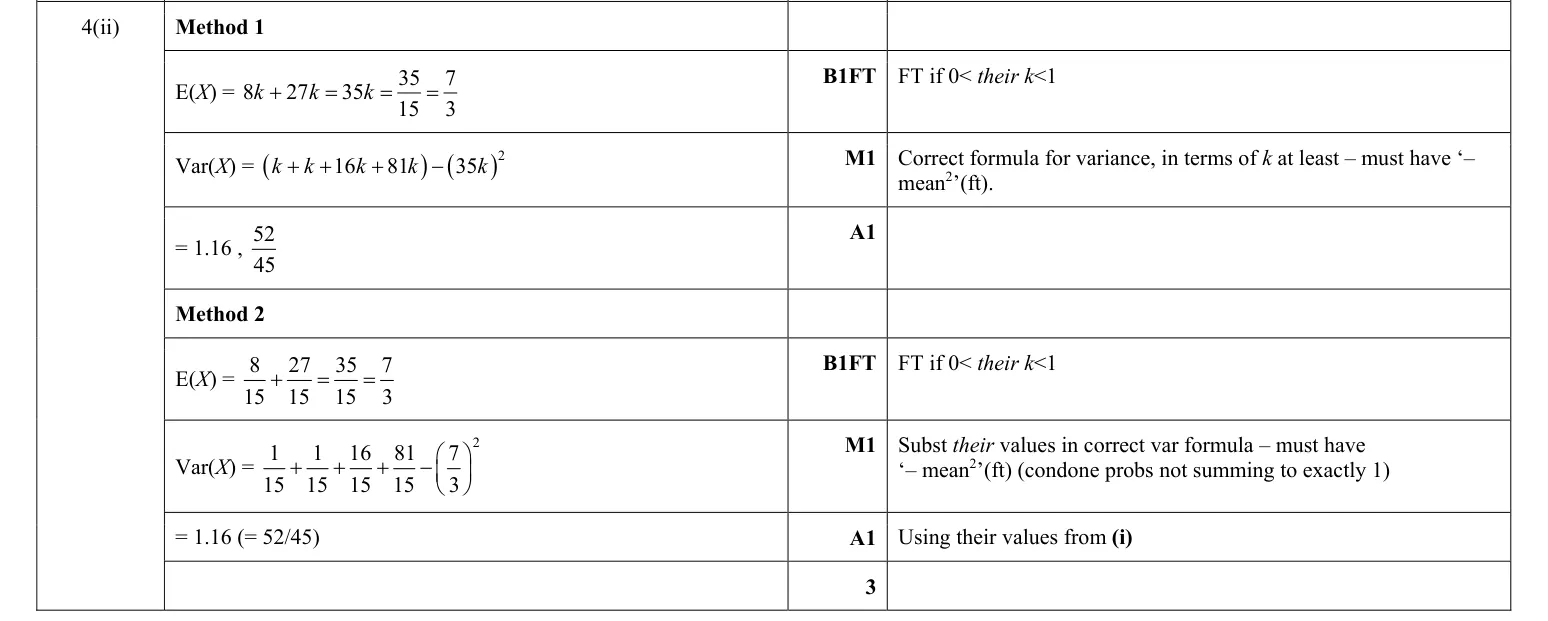 4(ii) Method 1
E(X) = 8k + 27k = 35k = 35/15 = 7/3 B1FT FT if 0< their k<1
Var(X) = (k + k + 16k + 81k) − (35k)² M1 Correct formula for variance, in terms of k at least – must have ‘–
mean²’(ft).
= 1.16 , 52/45 A1
Method 2
E(X) = 8/15 + 27/15 = 35/15 = 7/3 B1FT FT if 0< their k<1
Var(X) = 1/15 + 1/15 + 16/15 + 81/15 − (7/3)² M1 Subst their values in correct var formula – must have
‘– mean²’(ft) (condone probs not summing to exactly 1)
= 1.16 (= 52/45) A1 Using their values from (i)
3